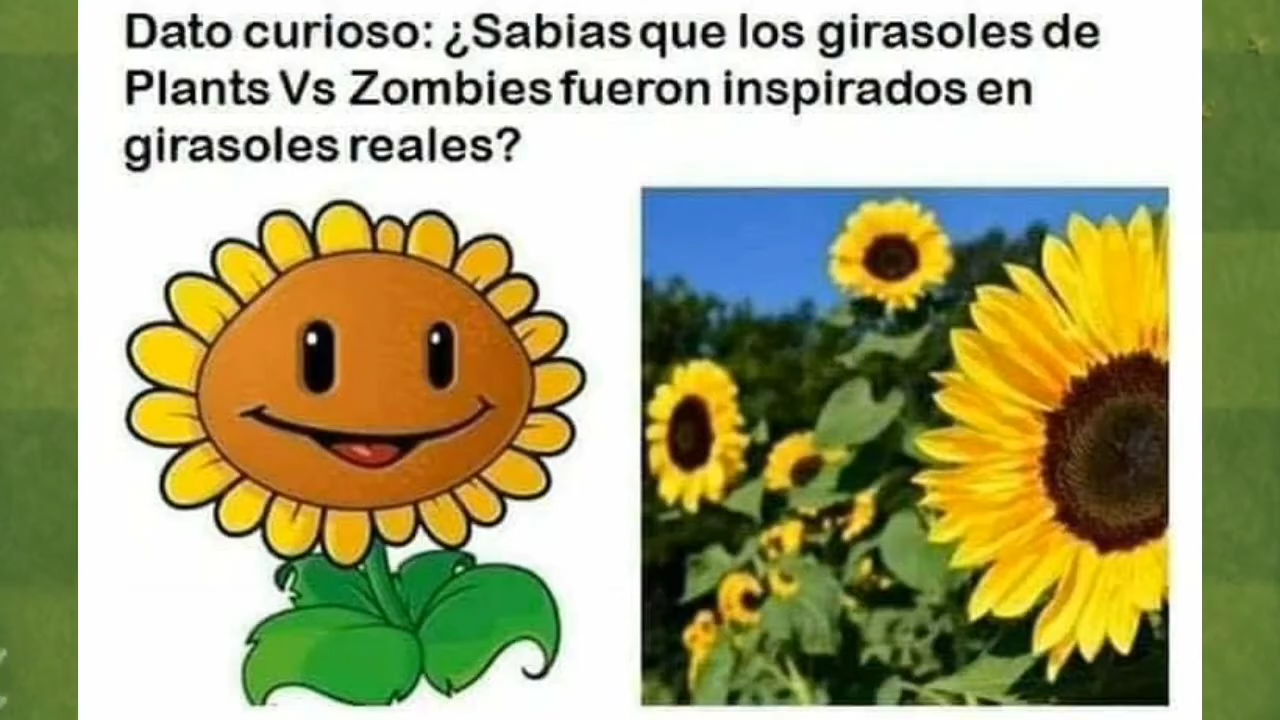 Dato curioso: ¿Sabias que los girasoles de
Plants Vs Zombies fueron inspirados en
girasoles reales?